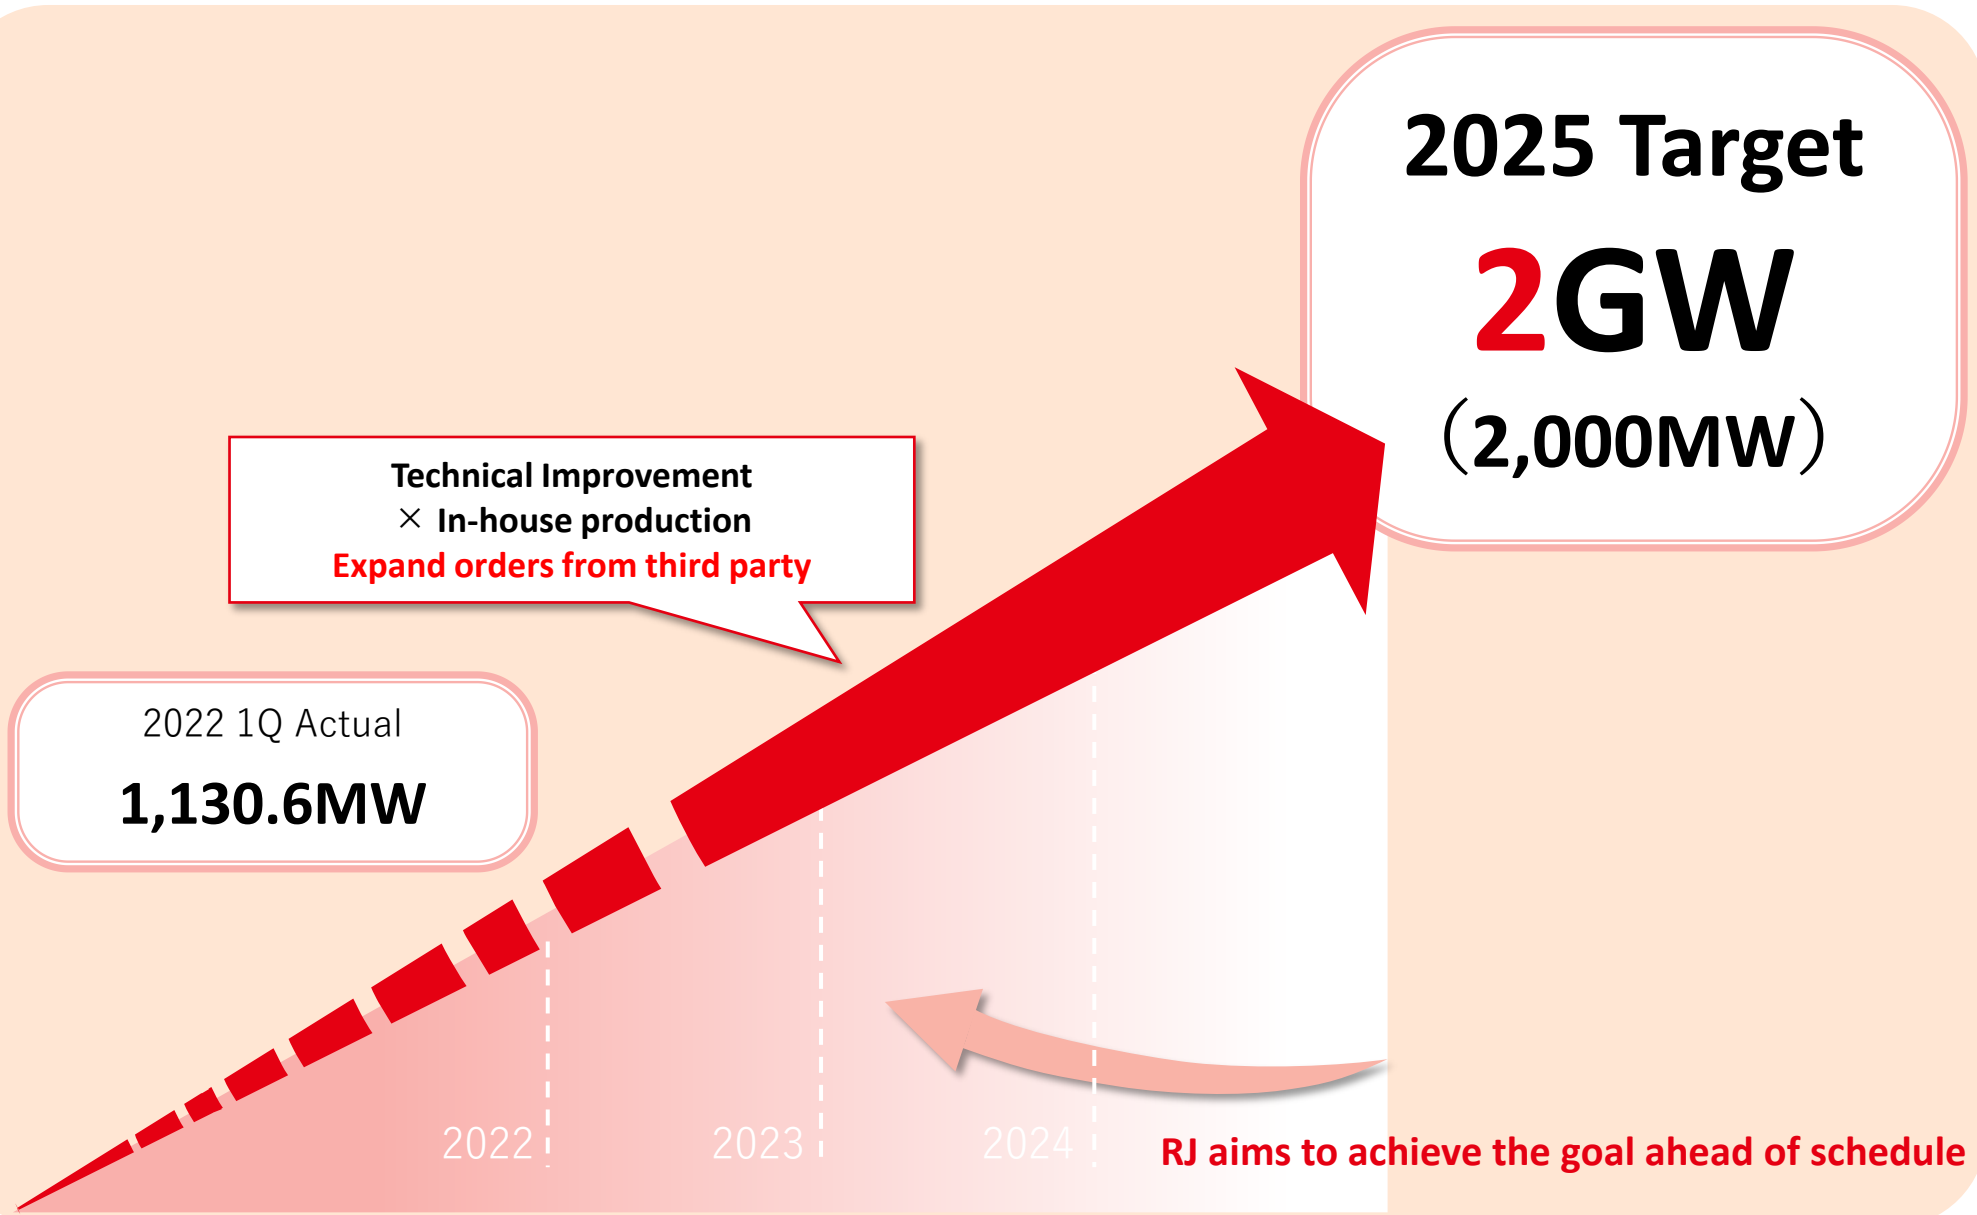 2025 Target
2GW
（2,000MW）
Technical Improvement
× In-house production
Expand orders from third party
2022 1Q Actual
1,130.6MW
2022
2023
2024
RJ aims to achieve the goal ahead of schedule